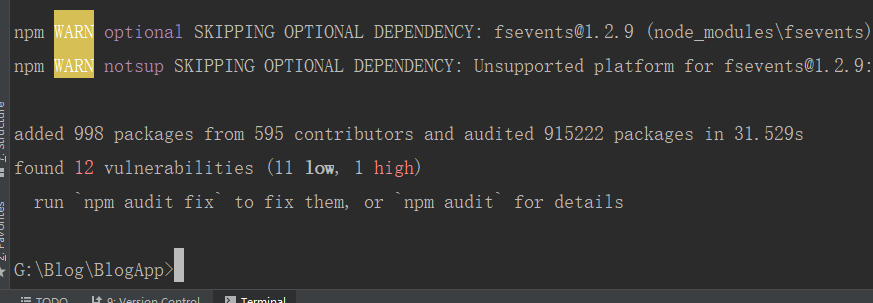 npm WARN optional SKIPPING OPTIONAL DEPENDENCY: fsevents@1.2.9 (node_modules\fsevents)
npm WARN notsup SKIPPING OPTIONAL DEPENDENCY: Unsupported platform for fsevents@1.2.9:
added 998 packages from 595 contributors and audited 915222 packages in 31.529s
found 12 vulnerabilities (11 low, 1 high)
run `npm audit fix` to fix them, or `npm audit` for details
G:\Blog\BlogApp>
Structure
2: Favorites
TODO
9: Version Control
Terminal